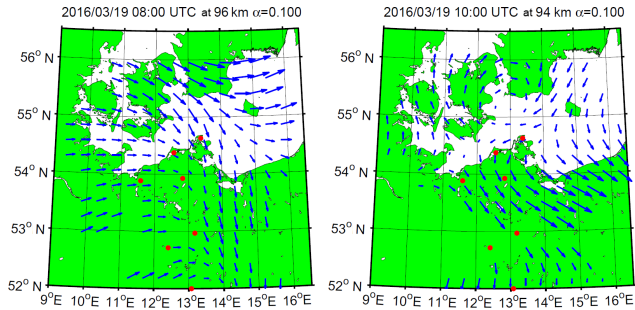 2016/03/19 08:00 UTC at 96 km α=0.100
56° N
55° N
54° N
53° N
52° N
9°E 10°E 11°E 12°E 13°E 14°E 15°E 16°E
2016/03/19 10:00 UTC at 94 km α=0.100
56° N
55° N
54° N
53° N
52° N
9°E 10°E 11°E 12°E 13°E 14°E 15°E 16°E